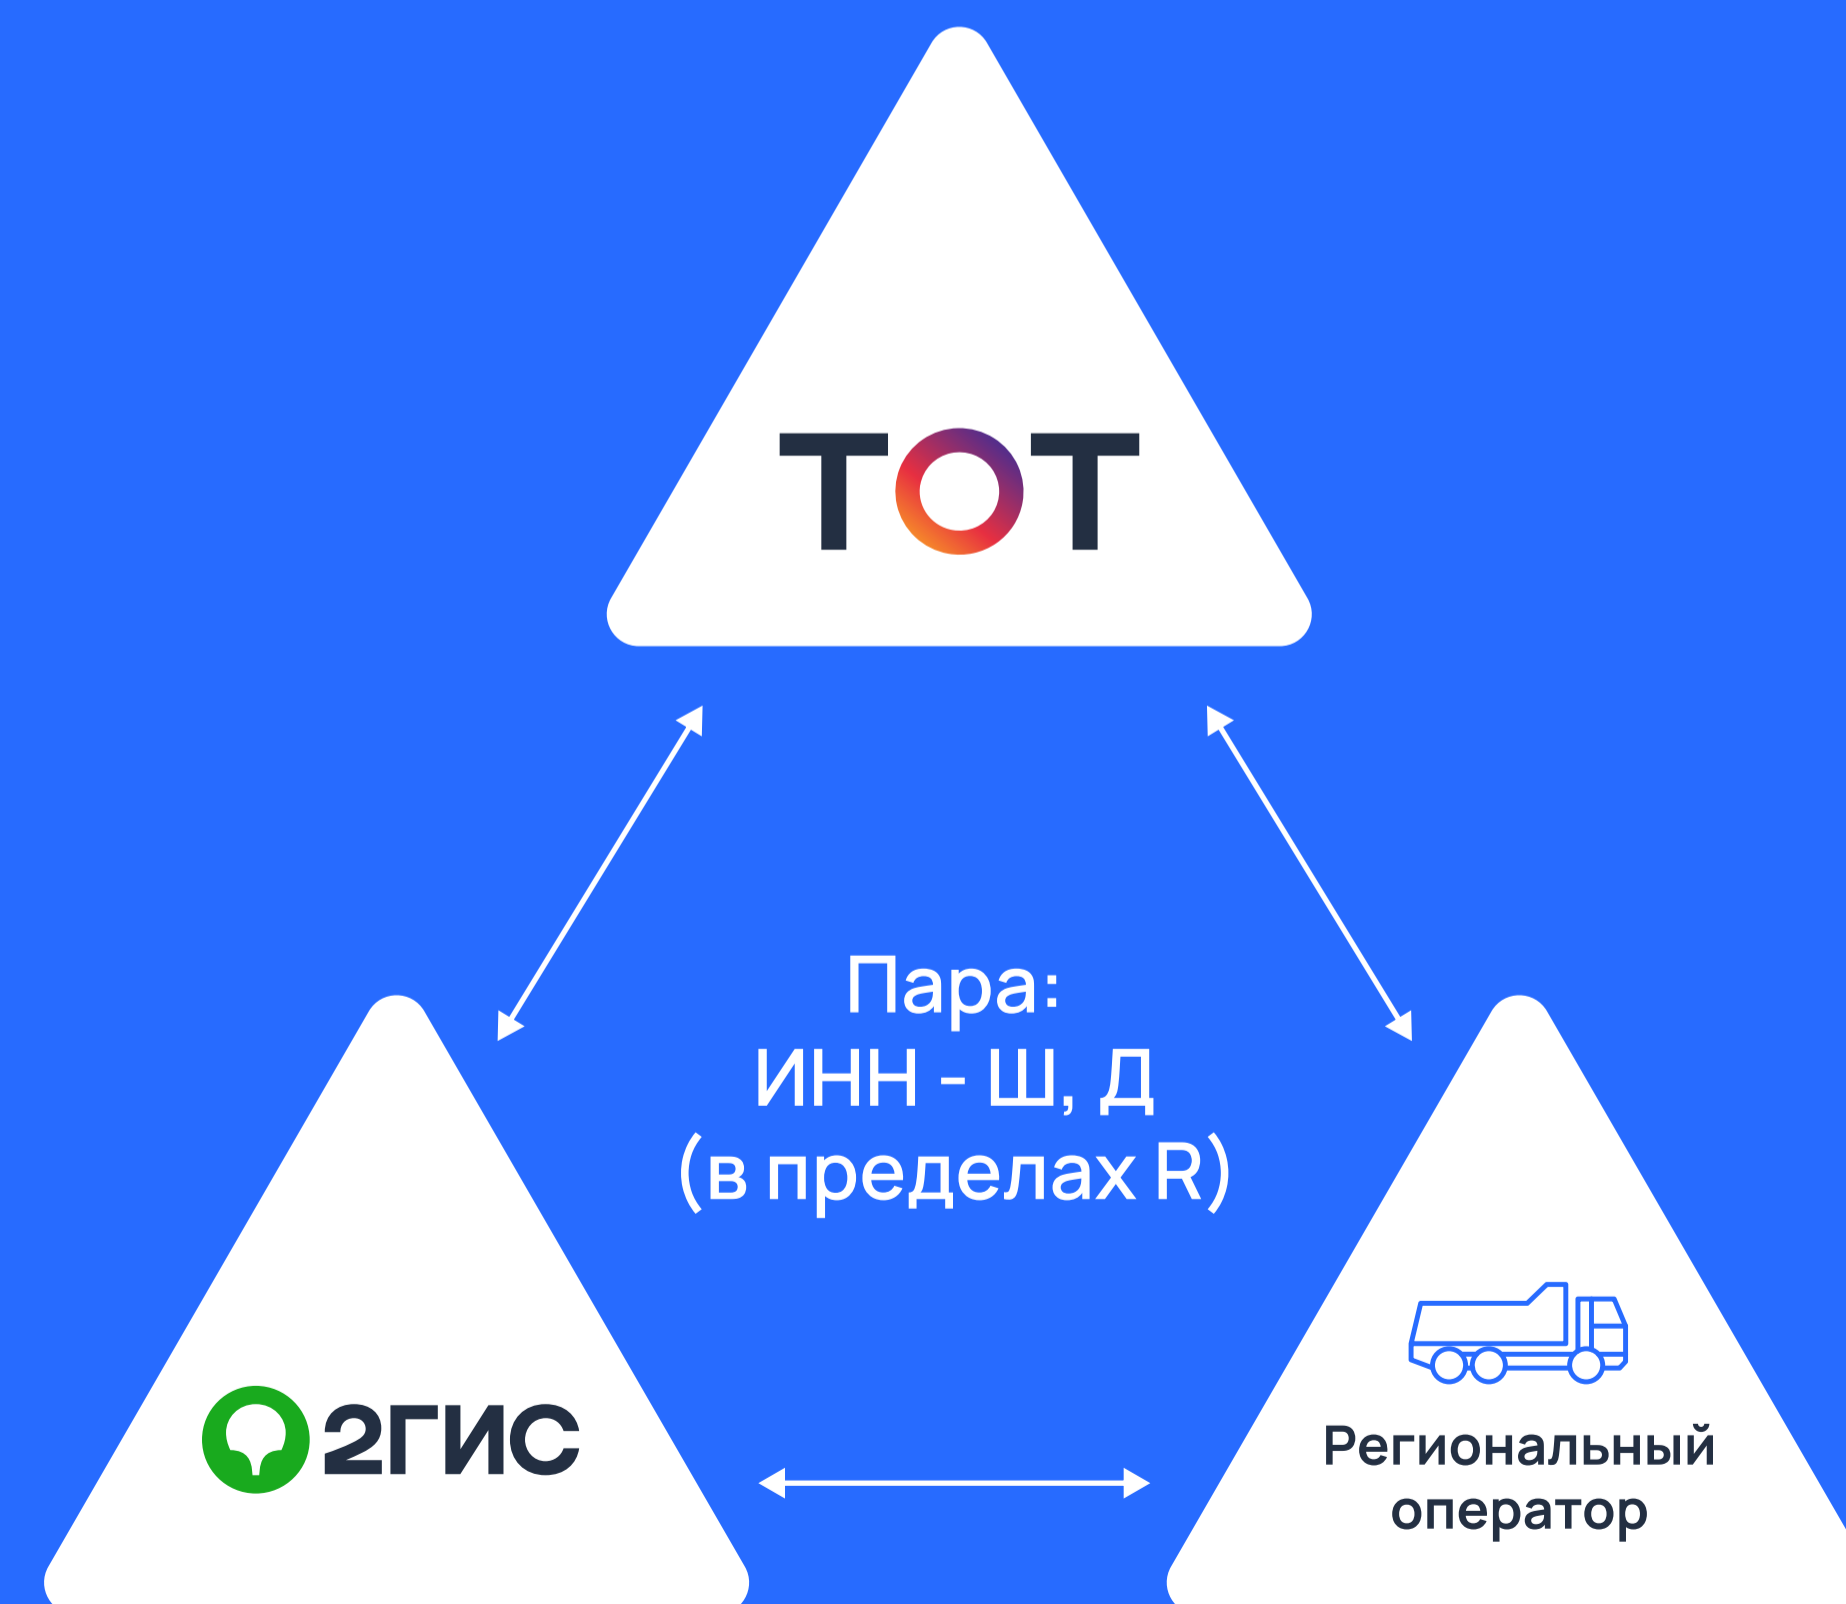 ТОТ
Пара:
ИНН - Ш, Д
(в пределах R)
2ГИС
Региональный
оператор